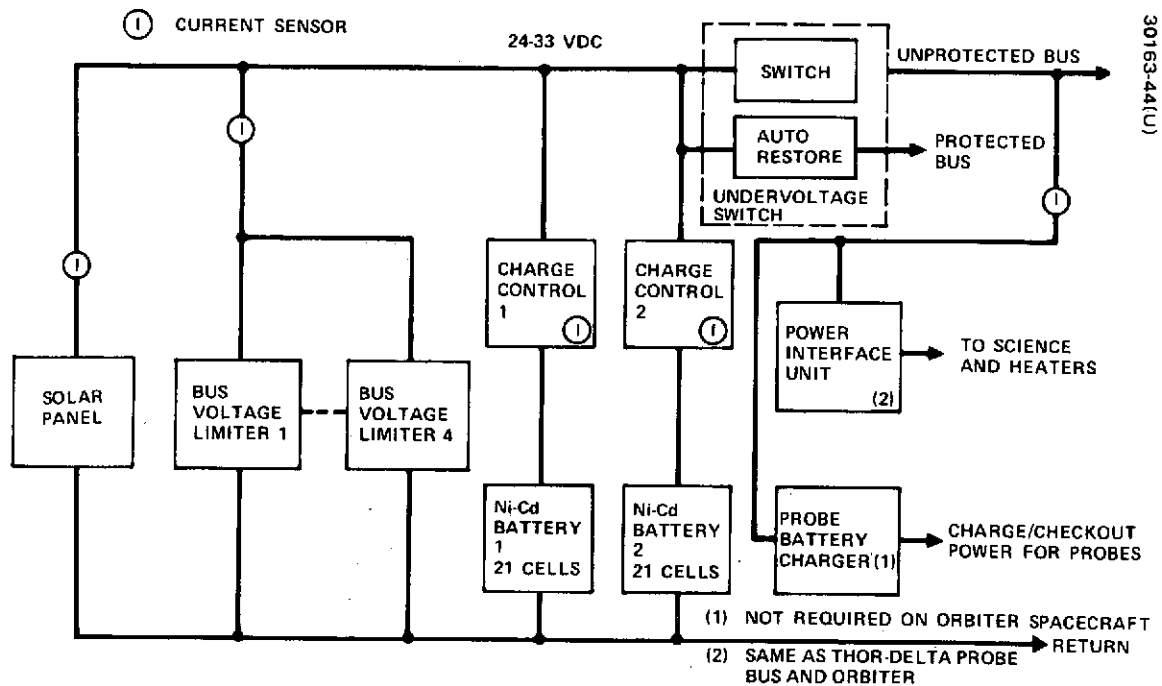 I CURRENT SENSOR
24-33 VDC
30163-44(U)
SWITCH
UNPROTECTED BUS
AUTO
RESTORE
PROTECTED
BUS
UNDERVOLTAGE
SWITCH
I
I
I
CHARGE
CONTROL
1
I
CHARGE
CONTROL
2
I
POWER
INTERFACE
UNIT
(2)
TO SCIENCE
AND HEATERS
SOLAR
PANEL
BUS
VOLTAGE
LIMITER 1
BUS
VOLTAGE
LIMITER 4
Ni-Cd
BATTERY
1
21 CELLS
Ni-Cd
BATTERY
2
21 CELLS
PROBE
BATTERY
CHARGER (1)
CHARGE/CHECKOUT
POWER FOR PROBES
(1) NOT REQUIRED ON ORBITER SPACECRAFT
RETURN
(2) SAME AS THOR-DELTA PROBE
BUS AND ORBITER